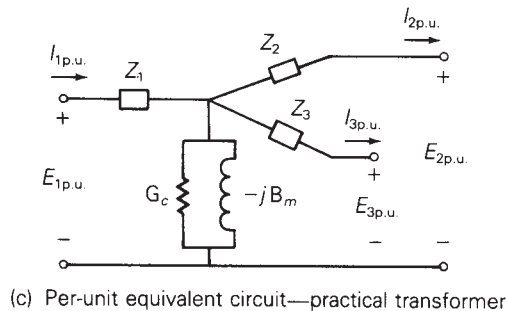 I2p.u.
I1p.u.
Z1
Z2
+
+
Z3
I3p.u.
+
E1p.u.
Gc
-jBm
E3p.u.
E2p.u.
− − −
(c) Per-unit equivalent circuit—practical transformer